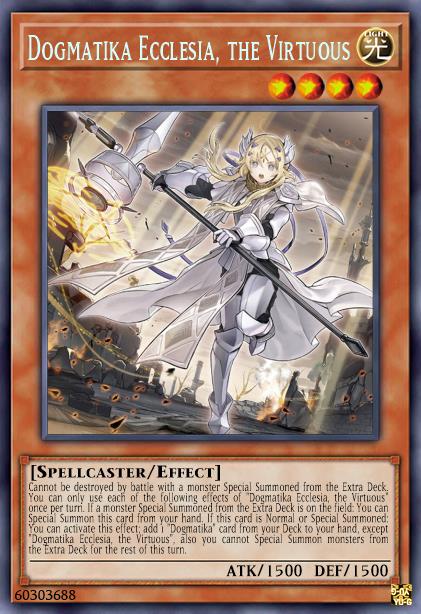 DOGMATIKA ECCLESIA, THE VIRTUOUS
LIGHT
光
[SPELLCASTER/EFFECT]
Cannot be destroyed by battle with a monster Special Summoned from the Extra Deck.
You can only use each of the following effects of "Dogmatika Ecclesia, the Virtuous"
once per turn. If a monster Special Summoned from the Extra Deck is on the field: You can
Special Summon this card from your hand. If this card is Normal or Special Summoned:
You can activate this effect; add 1 "Dogmatika" card from your Deck to your hand, except
"Dogmatika Ecclesia, the Virtuous", also you cannot Special Summon monsters
from the Extra Deck for the rest of this turn.
ATK/1500 DEF/1500
60303688